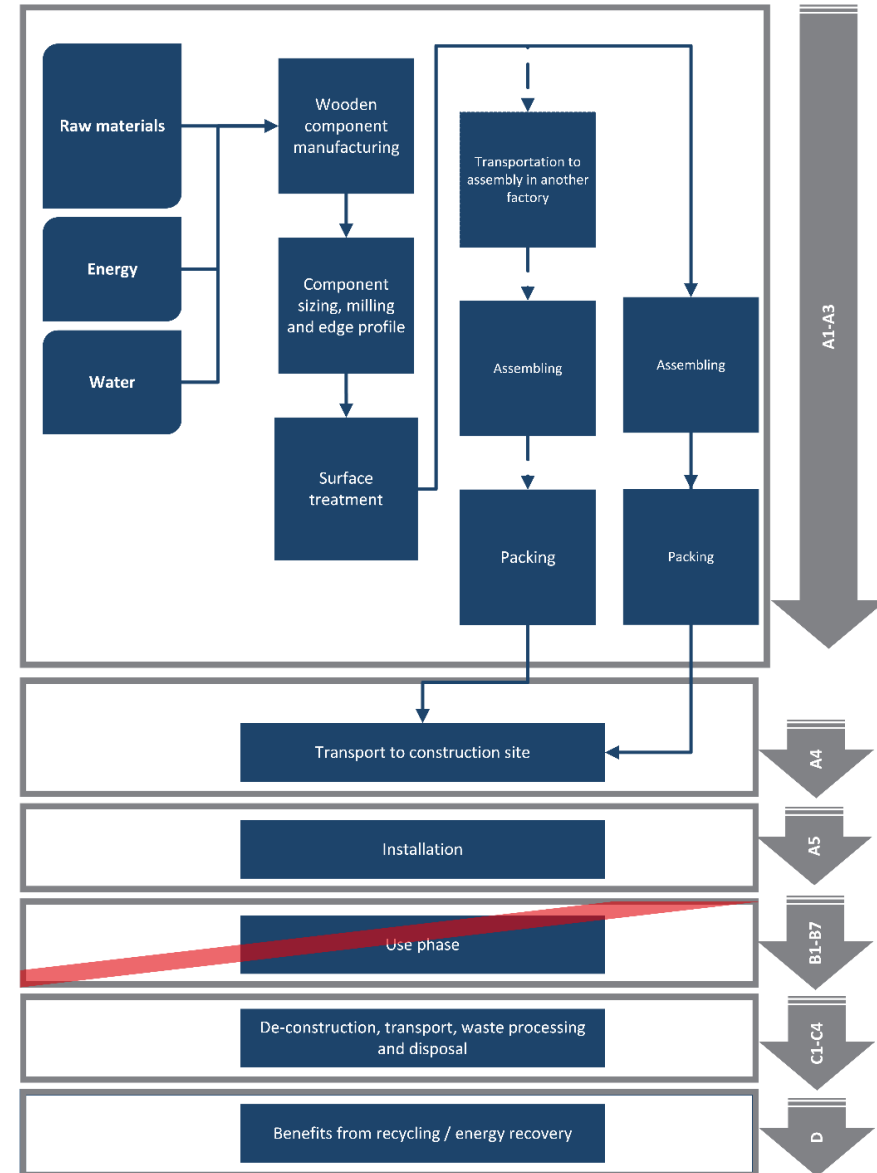 Raw materials
Energy
Water
Wooden
component
manufacturing
Component
sizing, milling
and edge profile
Surface
treatment
Transportation to
assembly in another
factory
Assembling
Packing
Assembling
Packing
A1-A3
Transport to construction site
A4
Installation
A5
Use phase
B1-B7
De-construction, transport, waste processing
and disposal
C1-C4
Benefits from recycling / energy recovery
D